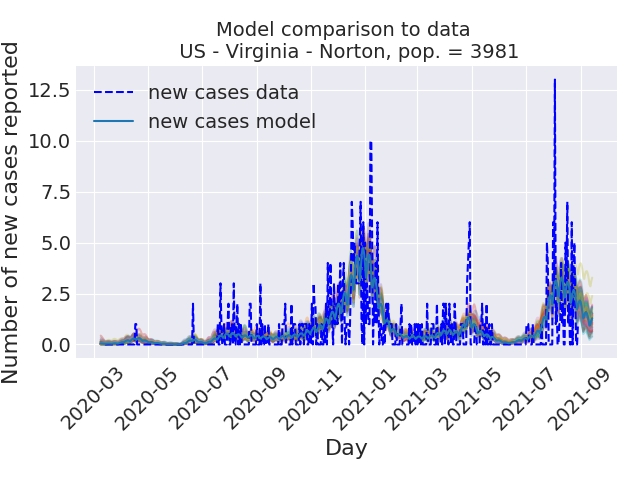 Model comparison to data
US - Virginia - Norton, pop. = 3981
new cases data
new cases model
Number of new cases reported
12.5
10.0
7.5
5.0
2.5
0.0
2020-03
2020-05
2020-07
2020-09
2020-11
2021-01
2021-03
2021-05
2021-07
2021-09
Day